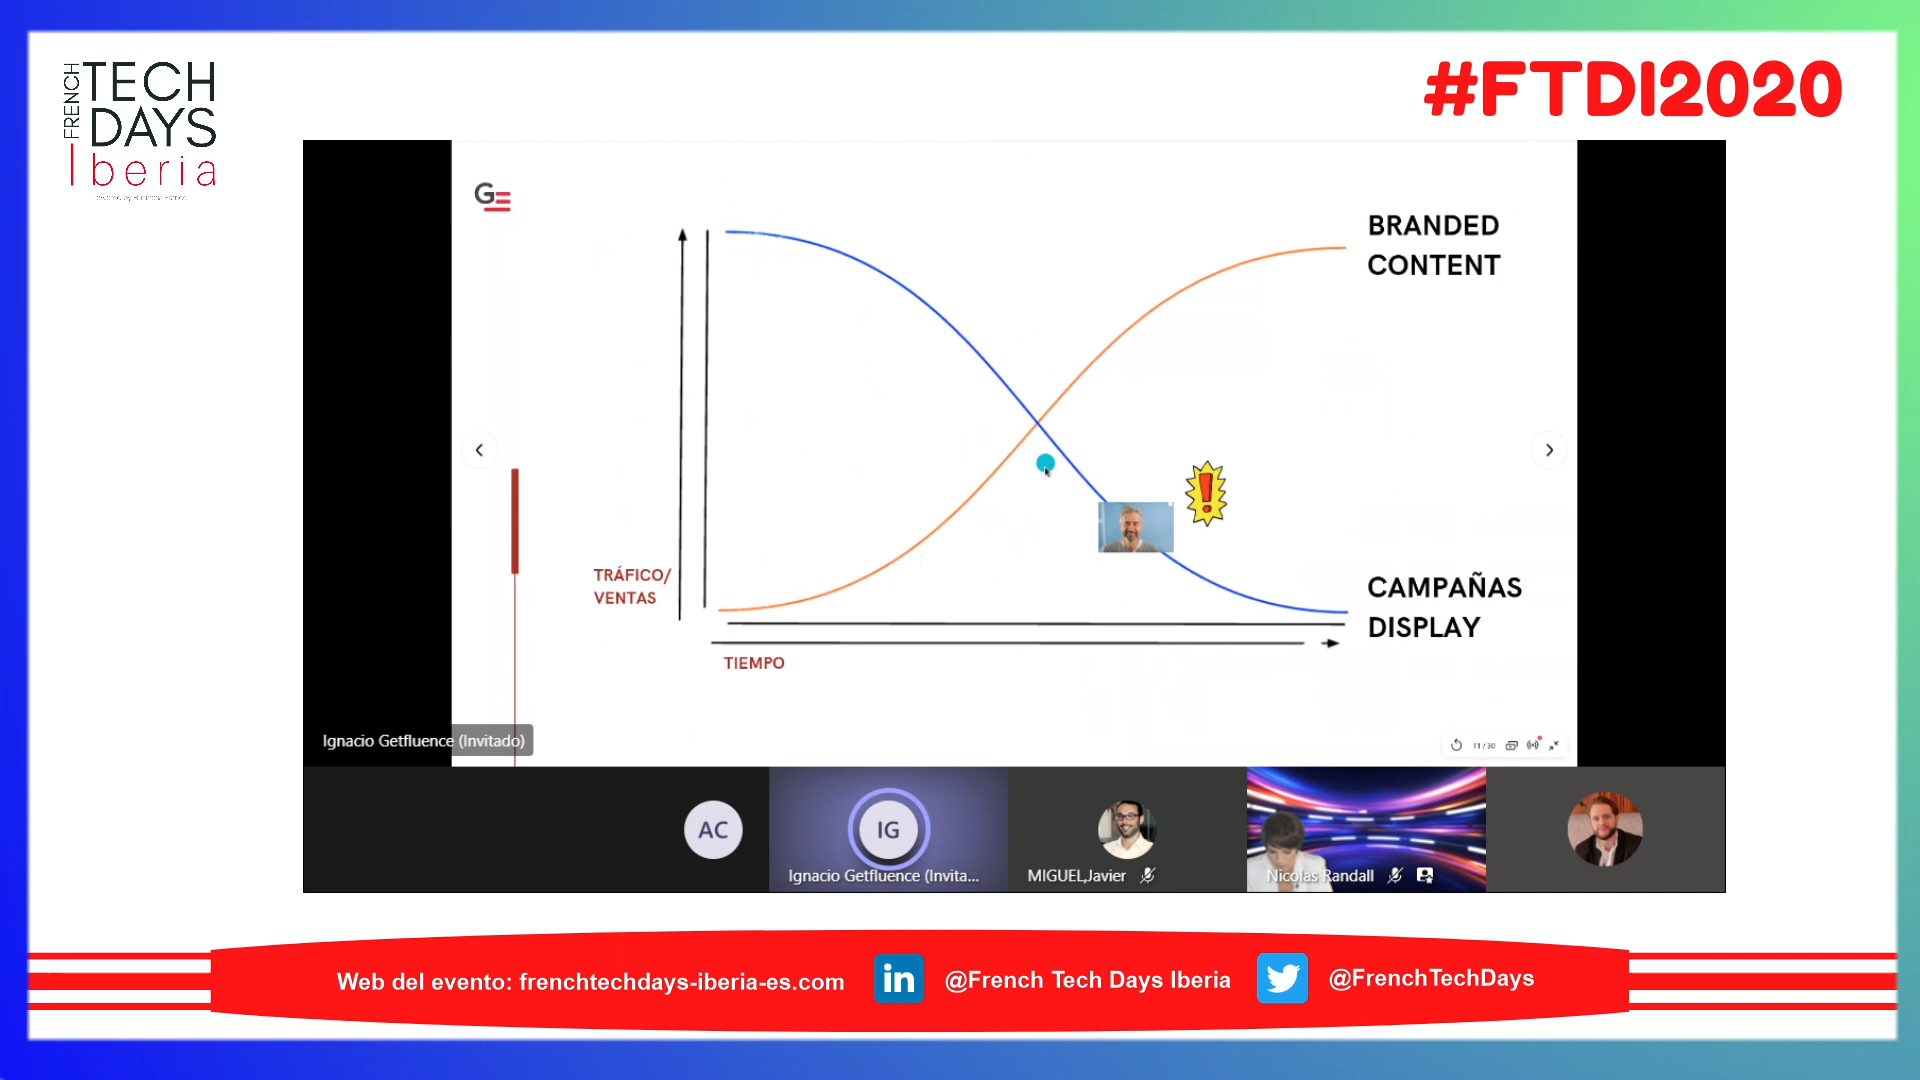 FRENCH
TECH
DAYS
Iberia
#FTDI2020
GE
BRANDED
CONTENT
TRÁFICO/
VENTAS
CAMPAÑAS
DISPLAY
TIEMPO
Ignacio Getfluence (Invitado)
11 / 30
AC
IG
Ignacio Getfluence (Invita...
MIGUEL,Javier
Nicolas Randall
Web del evento: frenchtechdays-iberia-es.com
in
@French Tech Days Iberia
@FrenchTechDays